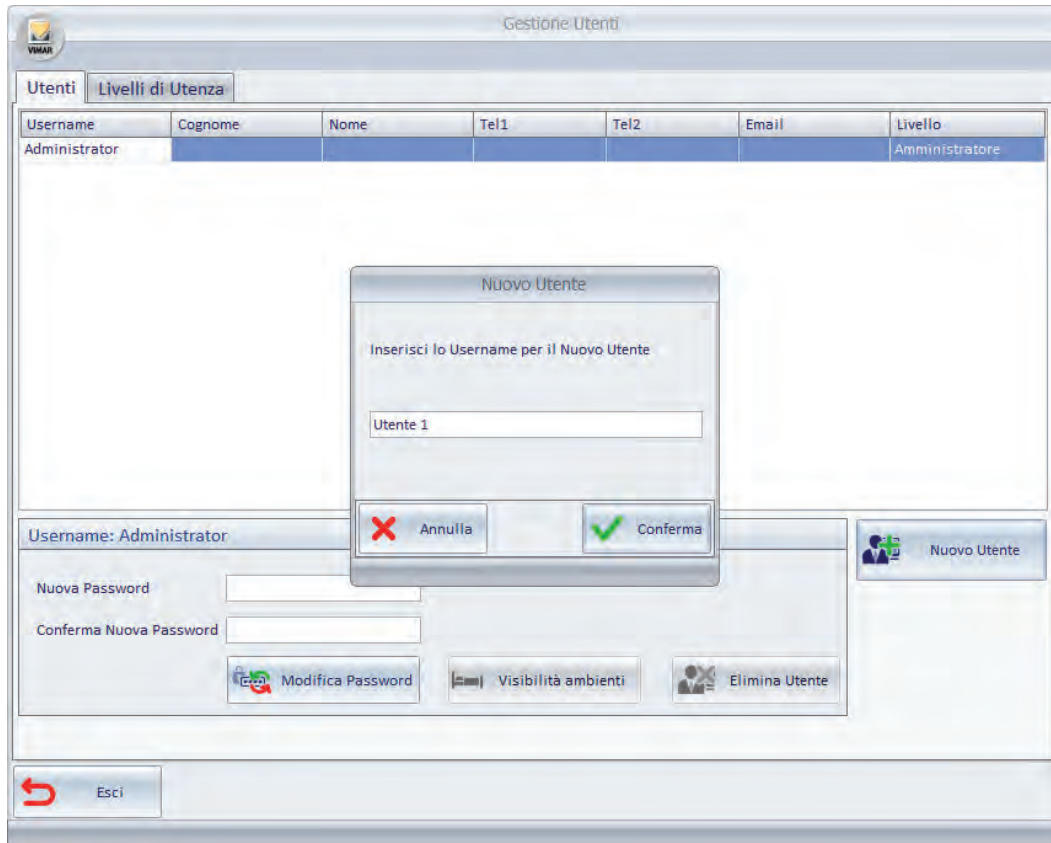 Gestione Utenti
VIMAR
Utenti Livelli di Utenza
Username Cognome Nome Tel1 Tel2 Email Livello
Administrator Amministratore
Nuovo Utente
Inserisci lo Username per il Nuovo Utente
Utente 1
Annulla Conferma
Username: Administrator
Nuovo Utente
Nuova Password
Conferma Nuova Password
Modifica Password Visibilità ambienti Elimina Utente
Esci